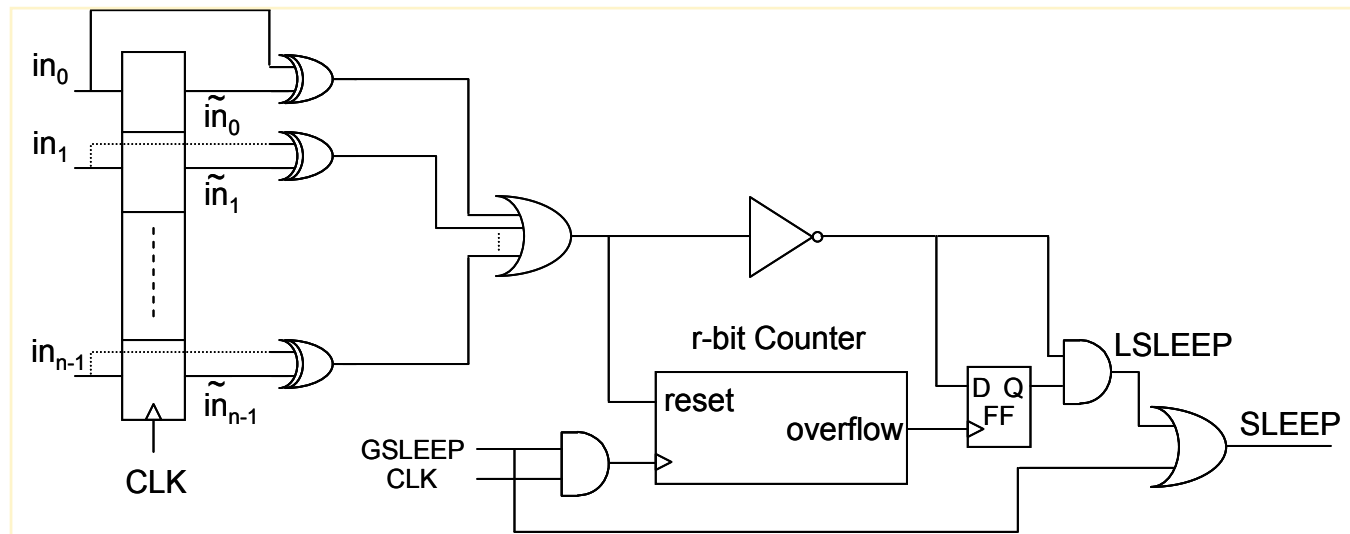 in0
ĩn0
in1
ĩn1
r-bit Counter
LSLEEP
inn-1
ĩnn-1
reset
D Q
FF
overflow
SLEEP
GSLEEP
CLK
CLK